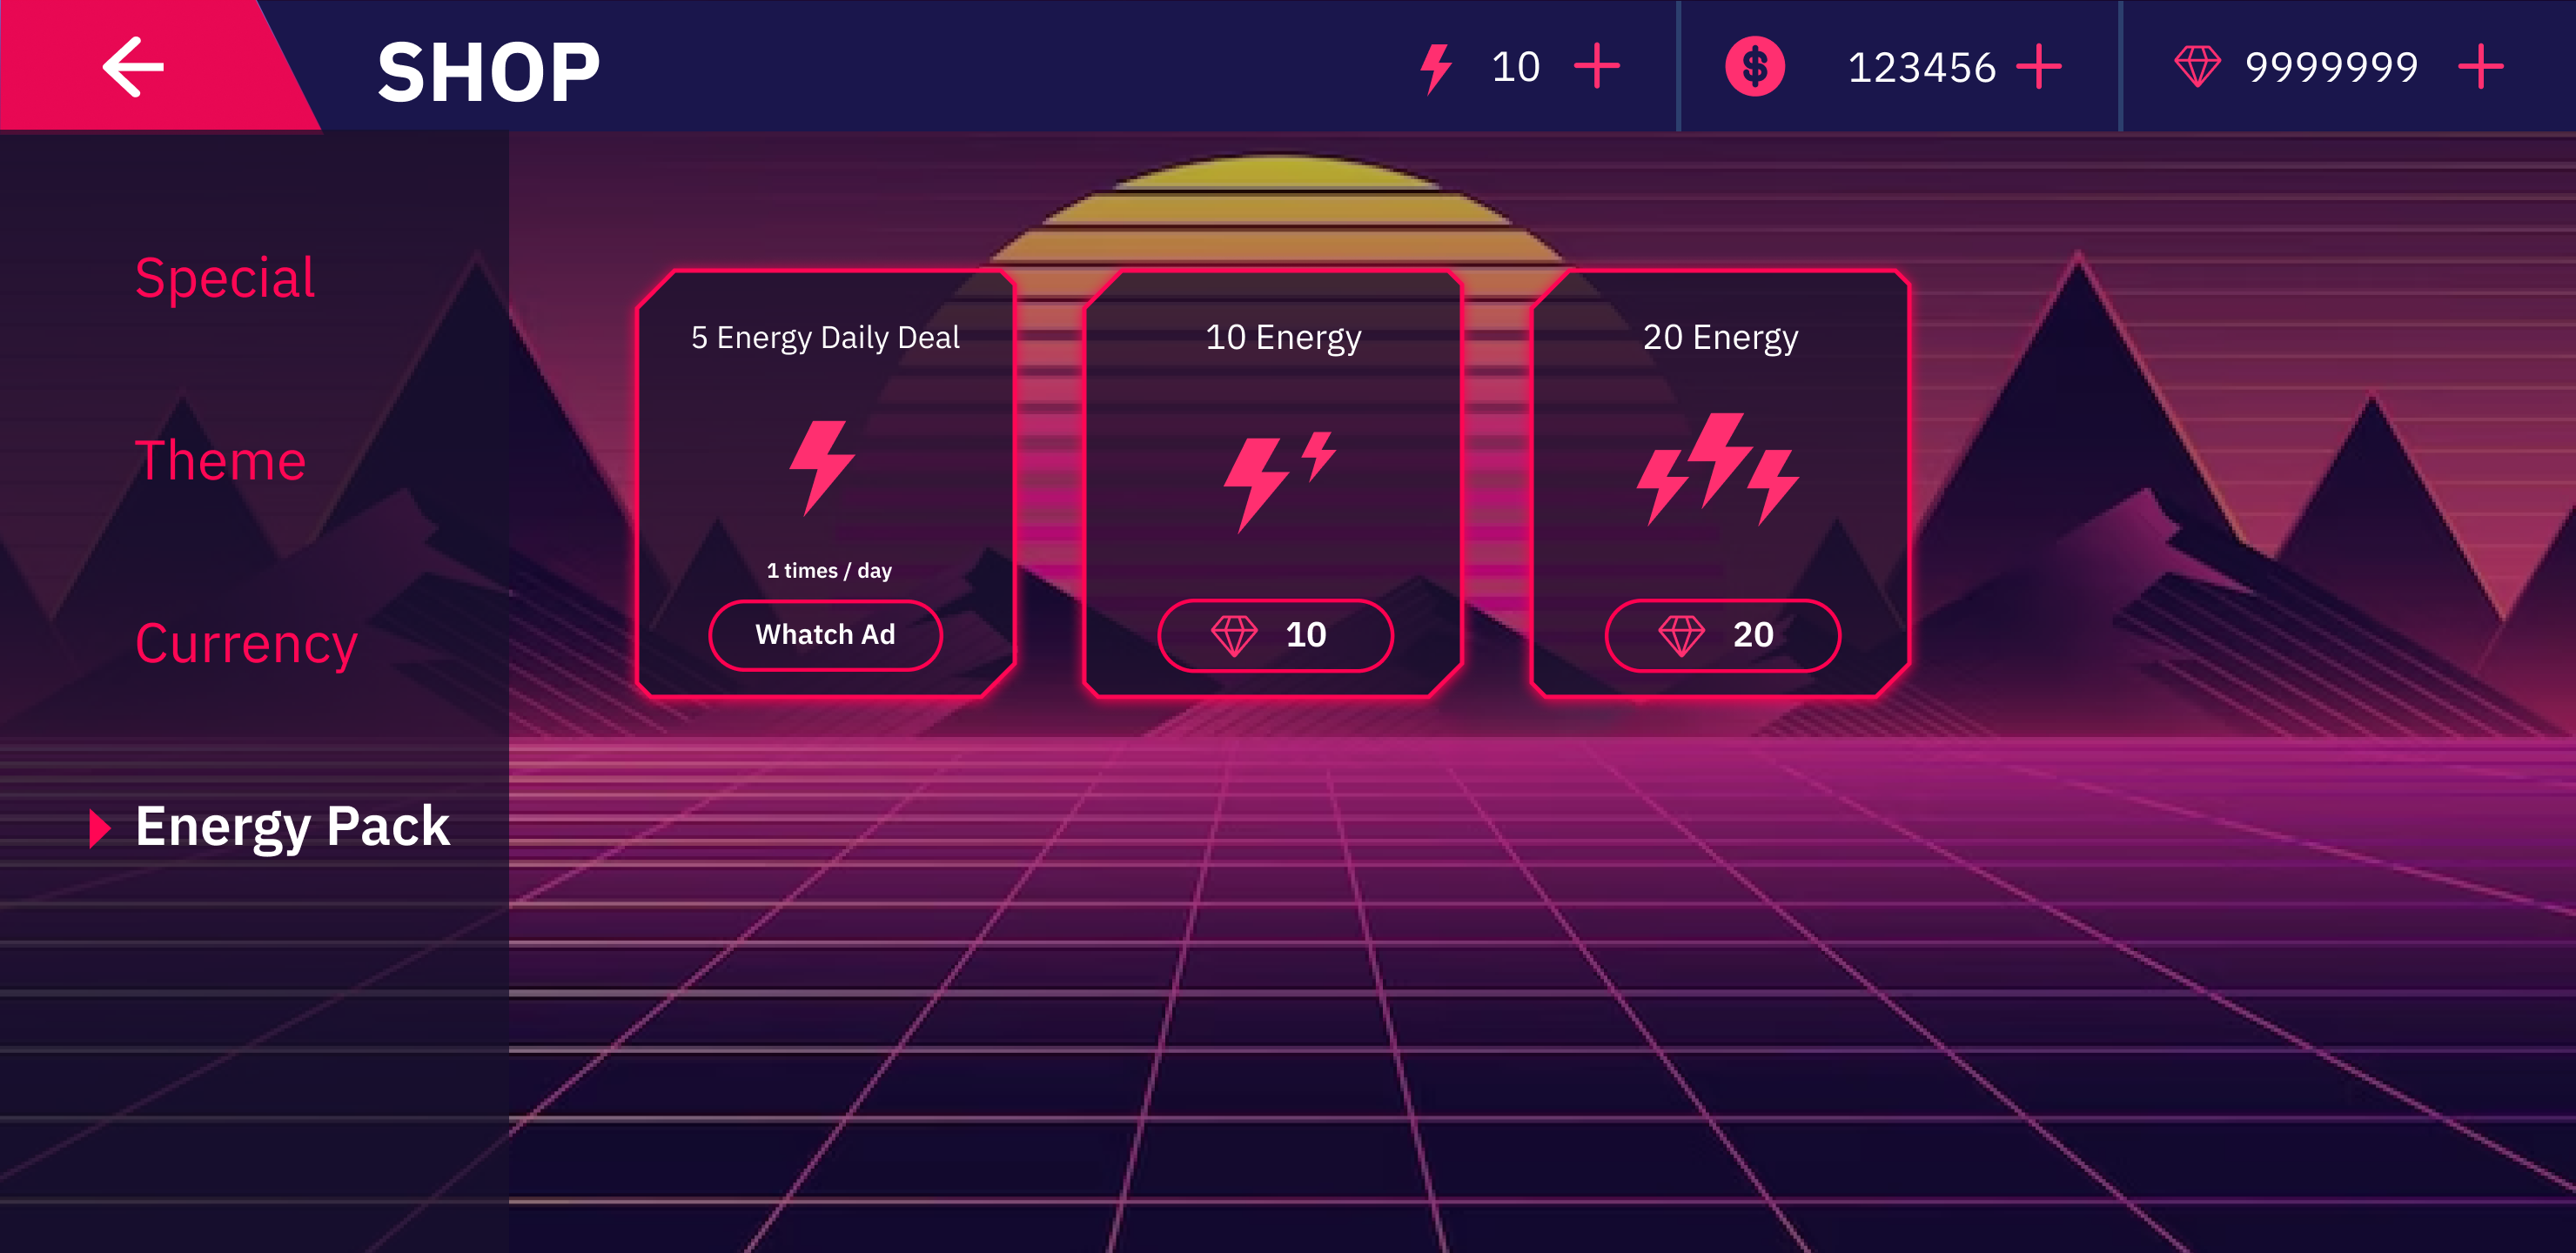 SHOP
10
123456
9999999
Special
Theme
Currency
Energy Pack
5 Energy Daily Deal
1 times / day
Whatch Ad
10 Energy
10
20 Energy
20